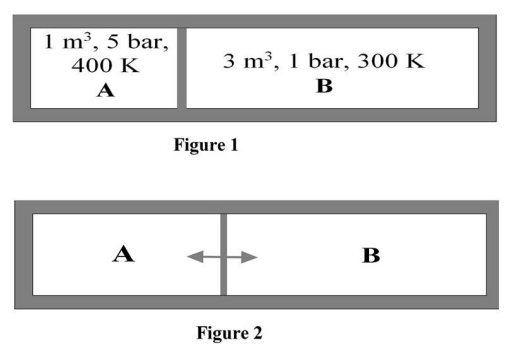 1 m³, 5 bar,
400 K
A
3 m³, 1 bar, 300 K
B
Figure 1
A
B
Figure 2